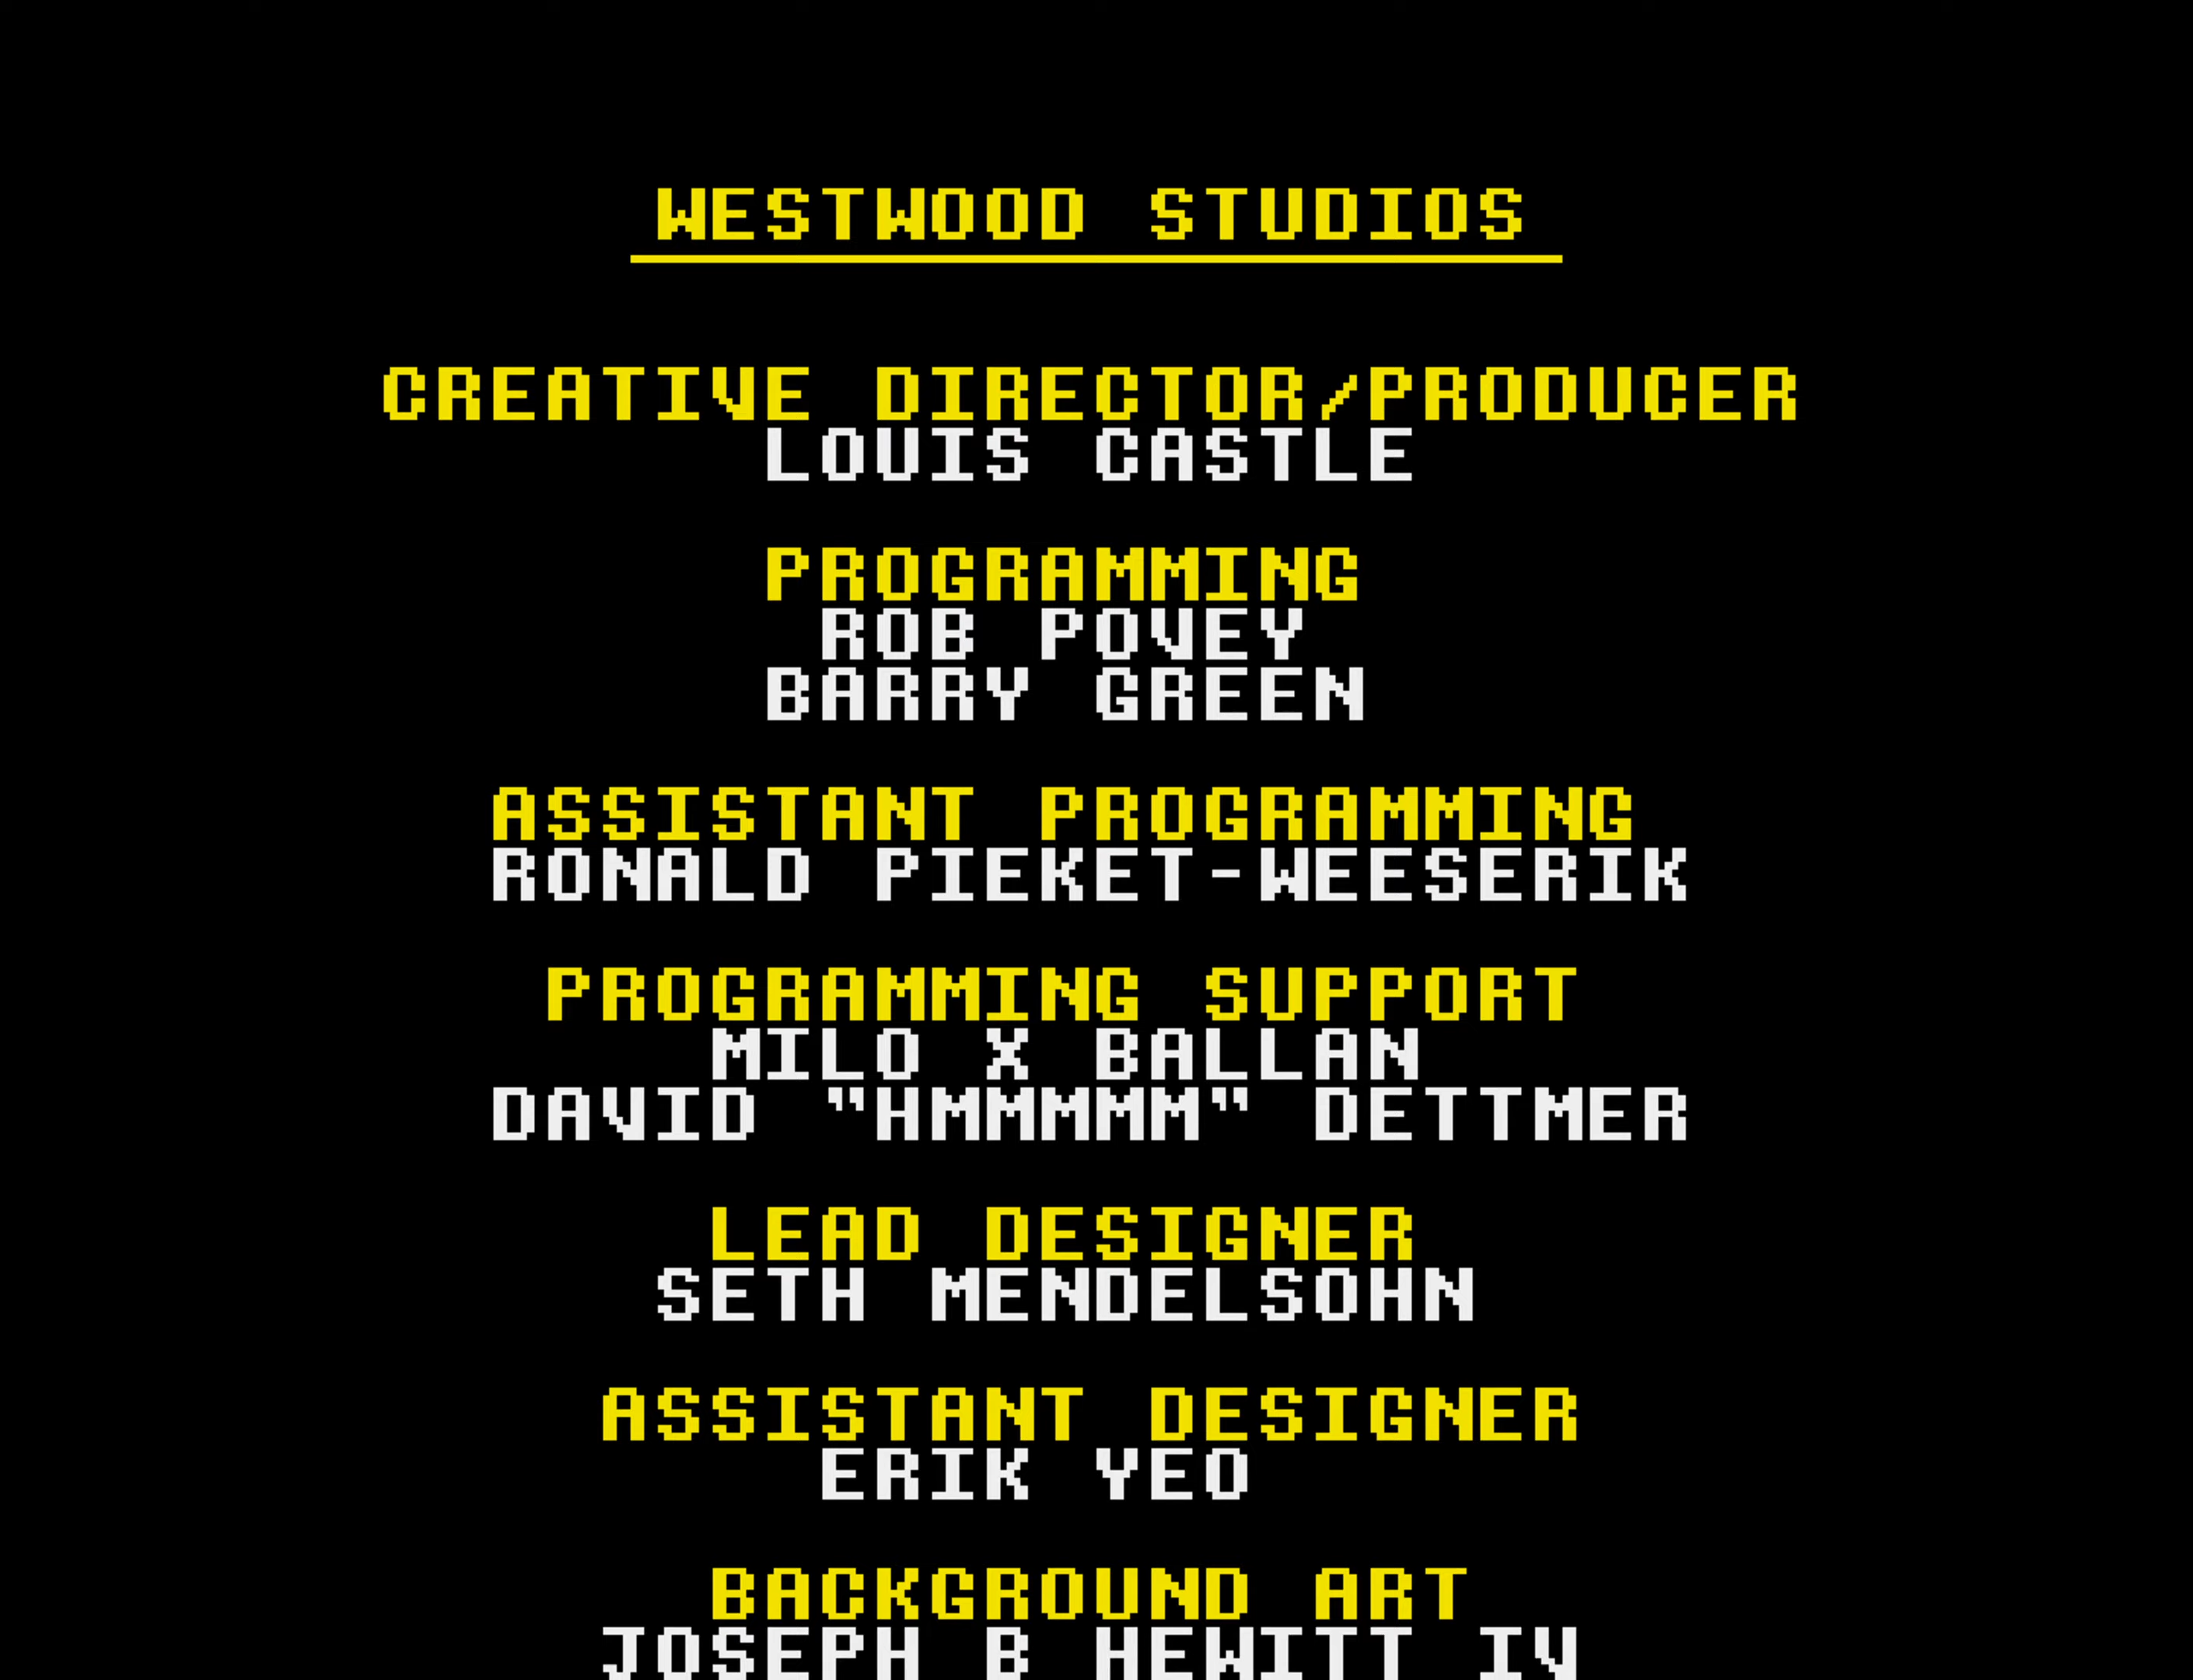 WESTWOOD STUDIOS
CREATIVE DIRECTOR/PRODUCER
LOUIS CASTLE
PROGRAMMING
ROB POVEY
BARRY GREEN
ASSISTANT PROGRAMMING
RONALD PIEKET-WEESERIK
PROGRAMMING SUPPORT
MILO X BALLAN
DAVID "HMMMMM" DETTMER
LEAD DESIGNER
SETH MENDELSOHN
ASSISTANT DESIGNER
ERIK YEO
BACKGROUND ART
JOSEPH B HEWITT IV